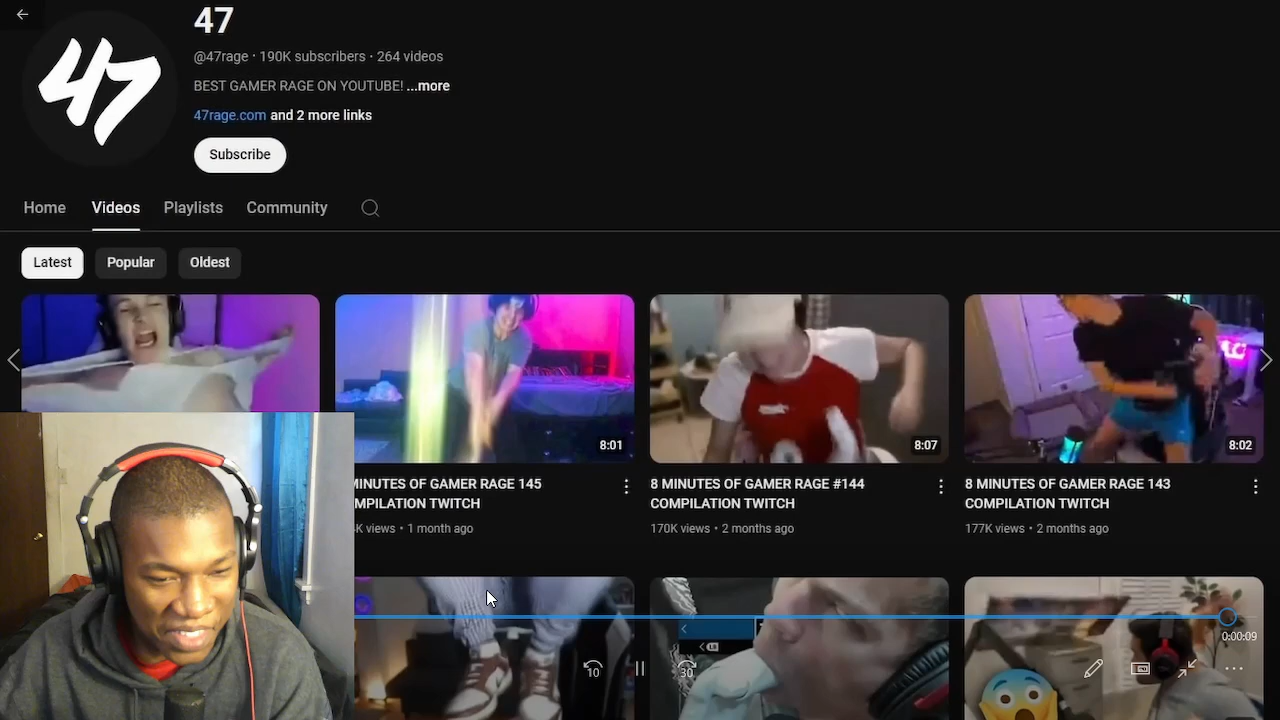 47
47
@47rage · 190K subscribers · 264 videos
BEST GAMER RAGE ON YOUTUBE! ...more
47rage.com and 2 more links
Subscribe
Home Videos Playlists Community
Latest Popular Oldest
8:01 8:07 8:02
MINUTES OF GAMER RAGE 145
MPILATION TWITCH
K views · 1 month ago
8 MINUTES OF GAMER RAGE #144
COMPILATION TWITCH
170K views · 2 months ago
8 MINUTES OF GAMER RAGE 143
COMPILATION TWITCH
177K views · 2 months ago
0:00:09
10 30